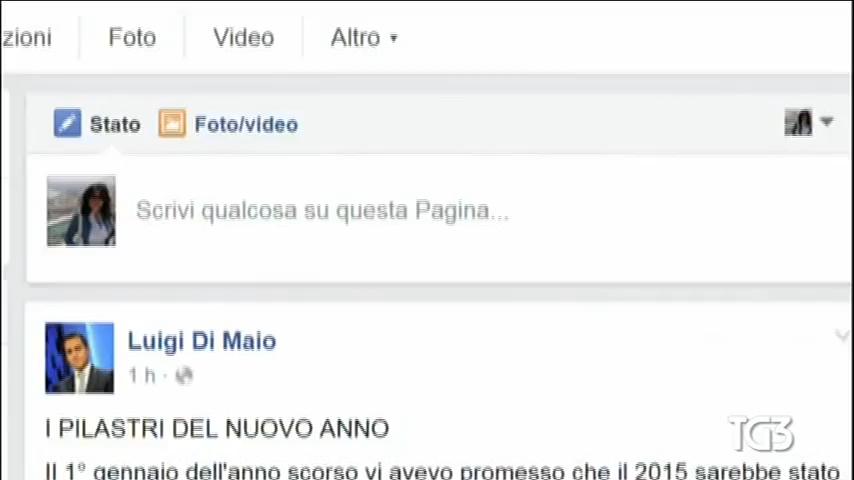 zioni Foto Video Altro
Stato Foto/video
Scrivi qualcosa su questa Pagina...
Luigi Di Maio
1 h ·
I PILASTRI DEL NUOVO ANNO
Il 1° gennaio dell'anno scorso vi avevo promesso che il 2015 sarebbe stato
TG3